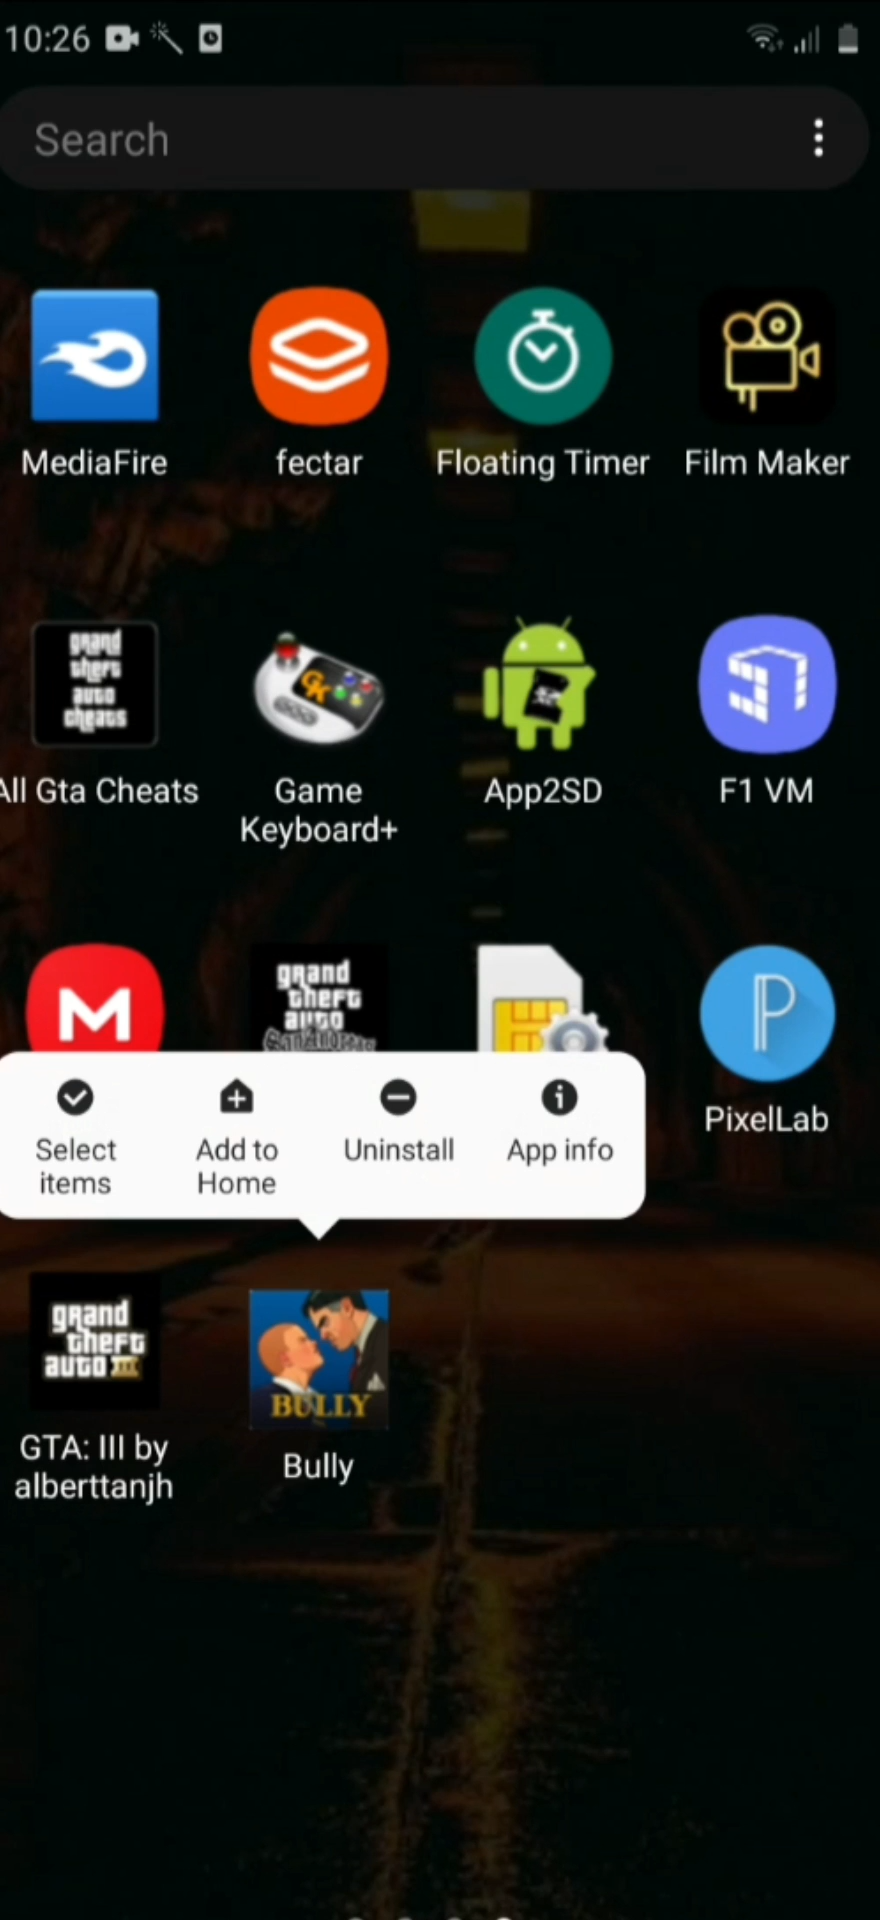 10:26
Search
MediaFire
fectar
Floating Timer
Film Maker
grand
theft
auto
cheats
GK
All Gta Cheats
Game
Keyboard+
App2SD
F1 VM
M
grand
theft
auto
San Andreas
P
PixelLab
Select
items
Add to
Home
Uninstall
App info
grand
theft
auto III
GTA: III by
alberttanjh
BULLY
Bully